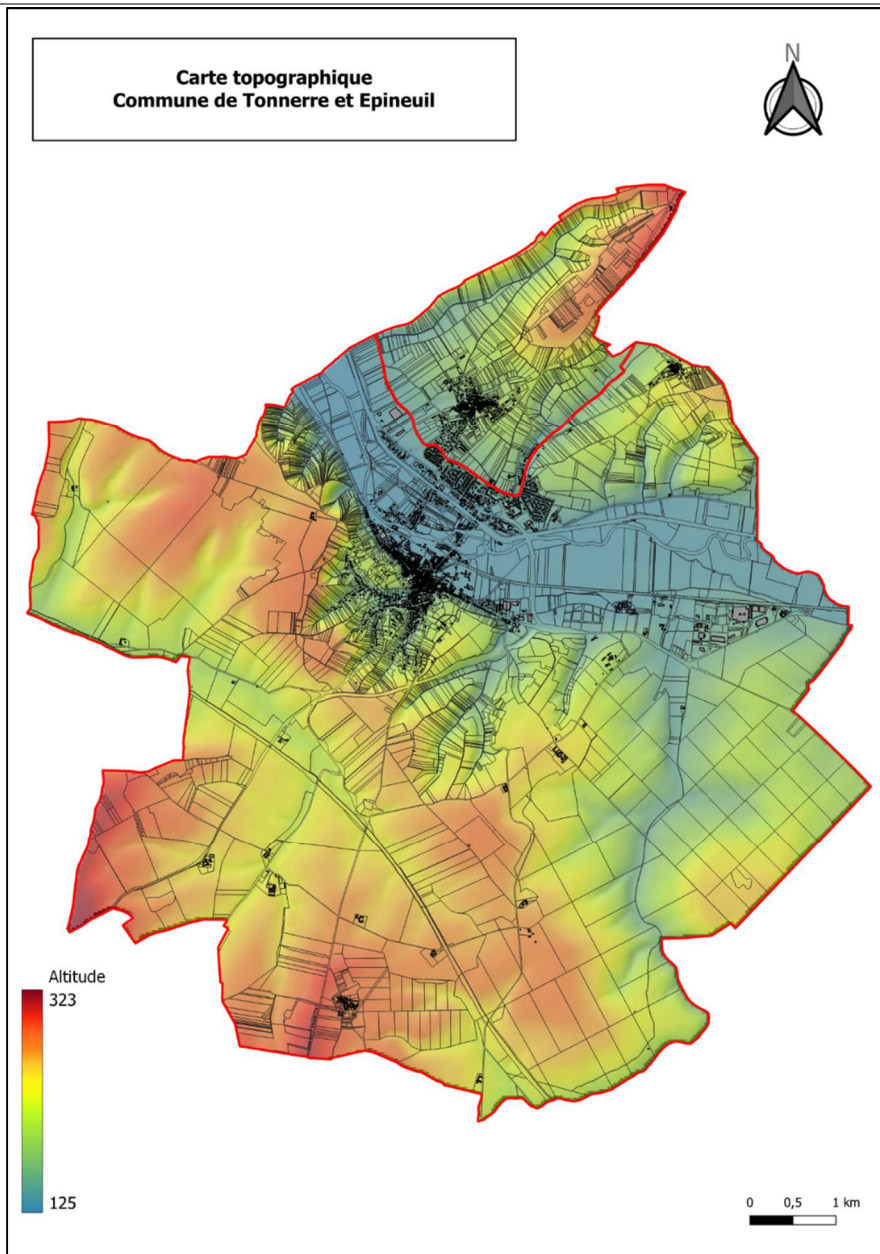 Carte topographique
Commune de Tonnerre et Epineuil
N
Altitude
323
125
0 0,5 1 km